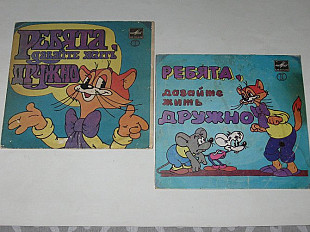 РЕБЯТА,
ДАВАЙТЕ ЖИТЬ
ДРУЖНО
РЕБЯТА,
давайте
жить
ДРУЖНО